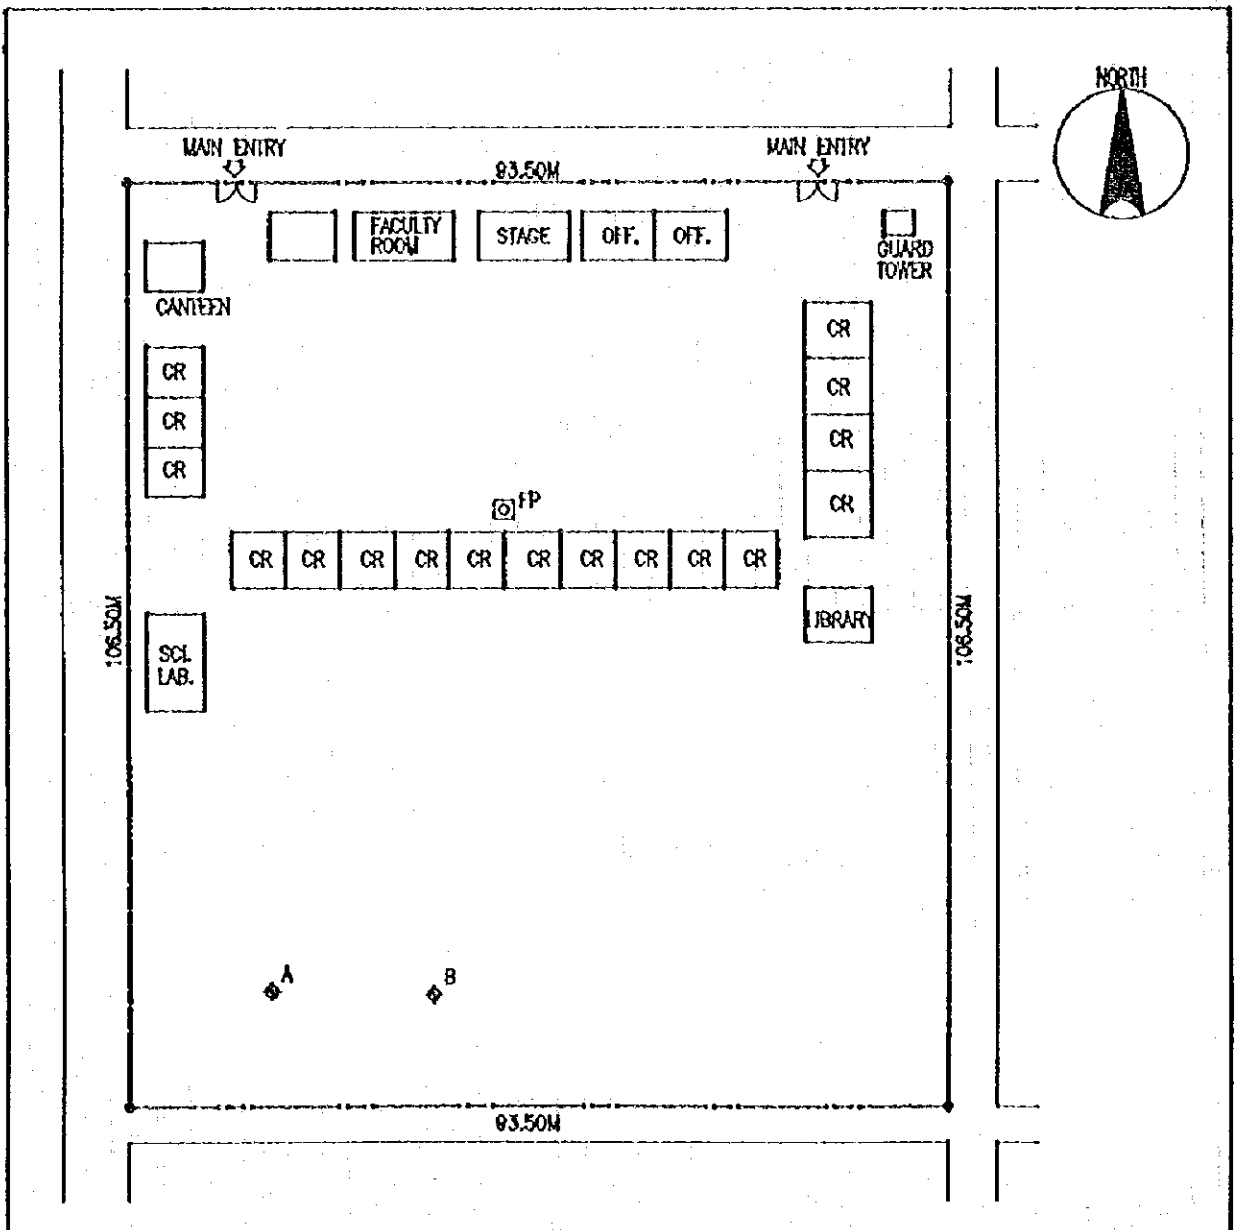 NORTH
MAIN ENTRY
MAIN ENTRY
93.50M
FACULTY
ROOM
STAGE
OFF.
OFF.
GUARD
TOWER
CANTEEN
CR
CR
CR
CR
CR
CR
CR
FP
CR
CR
CR
CR
CR
CR
CR
CR
CR
CR
LIBRARY
106.50M
106.50M
SCI.
LAB.
A
B
93.50M